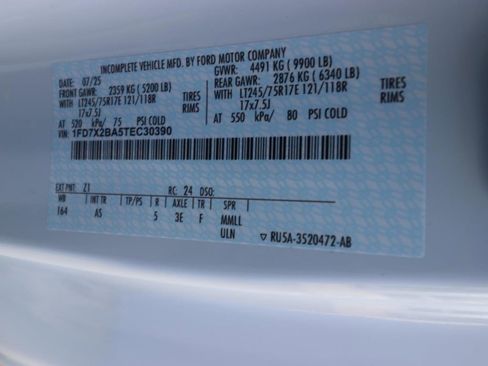 INCOMPLETE VEHICLE MFD. BY FORD MOTOR COMPANY
DATE: 07/25 GVWR: 4491 KG ( 9900 LB)
FRONT GAWR: 2359 KG ( 5200 LB) REAR GAWR: 2876 KG ( 6340 LB)
WITH LT245/75R17E 121/118R TIRES WITH LT245/75R17E 121/118R TIRES
17x7.5J RIMS 17x7.5J RIMS
AT 520 kPa/ 75 PSI COLD AT 550 kPa/ 80 PSI COLD
VIN: 1FD7X2BA5TEC30390
EXT PNT: Z1 RC: 24 DSO:
WB INT TR TP/PS R AXLE TR SPR
164 AS 5 3E F MMLL
ULN ▽ RU5A-3520472-AB